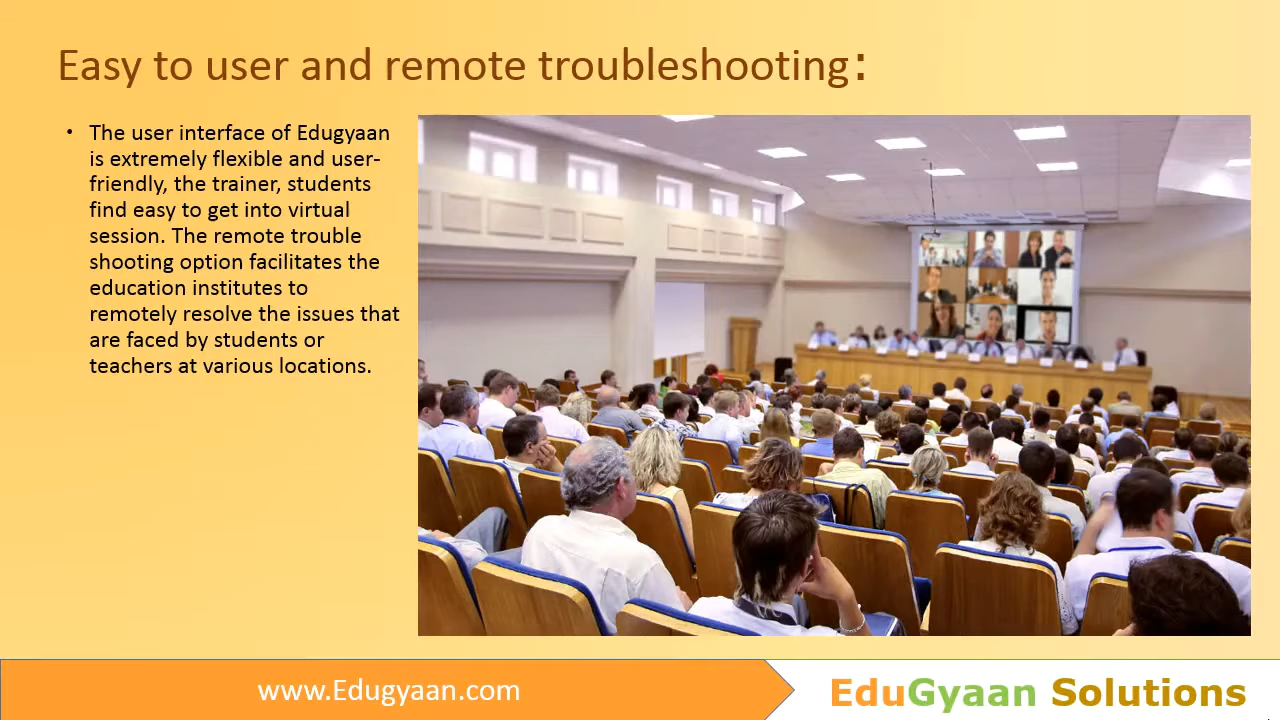 Easy to user and remote troubleshooting:
• The user interface of Edugyaan
is extremely flexible and user-
friendly, the trainer, students
find easy to get into virtual
session. The remote trouble
shooting option facilitates the
education institutes to
remotely resolve the issues that
are faced by students or
teachers at various locations.
www.Edugyaan.com
EduGyaan Solutions